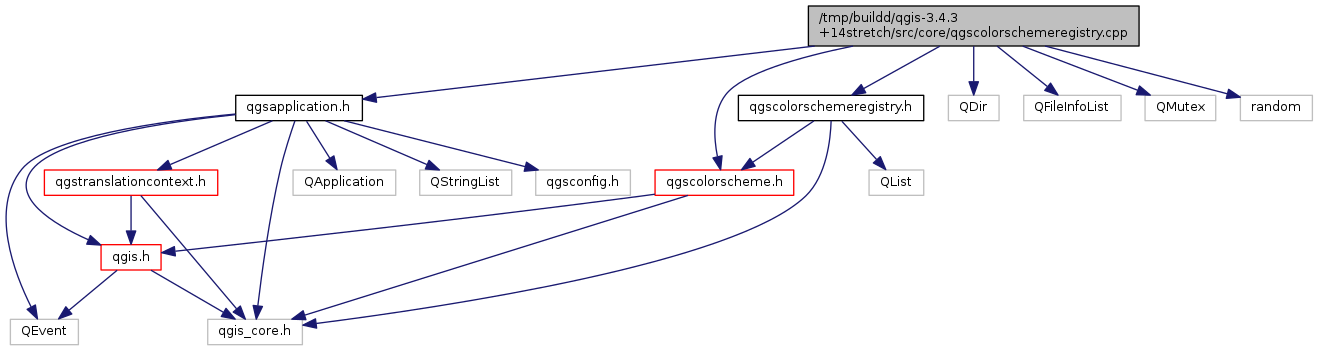 /tmp/buildd/qgis-3.4.3
+14stretch/src/core/qgscolorschemeregistry.cpp
qgsapplication.h
qgscolorschemeregistry.h
QDir
QFileInfoList
QMutex
random
qgstranslationcontext.h
QApplication
QStringList
qgsconfig.h
qgscolorscheme.h
QList
qgis.h
QEvent
qgis_core.h